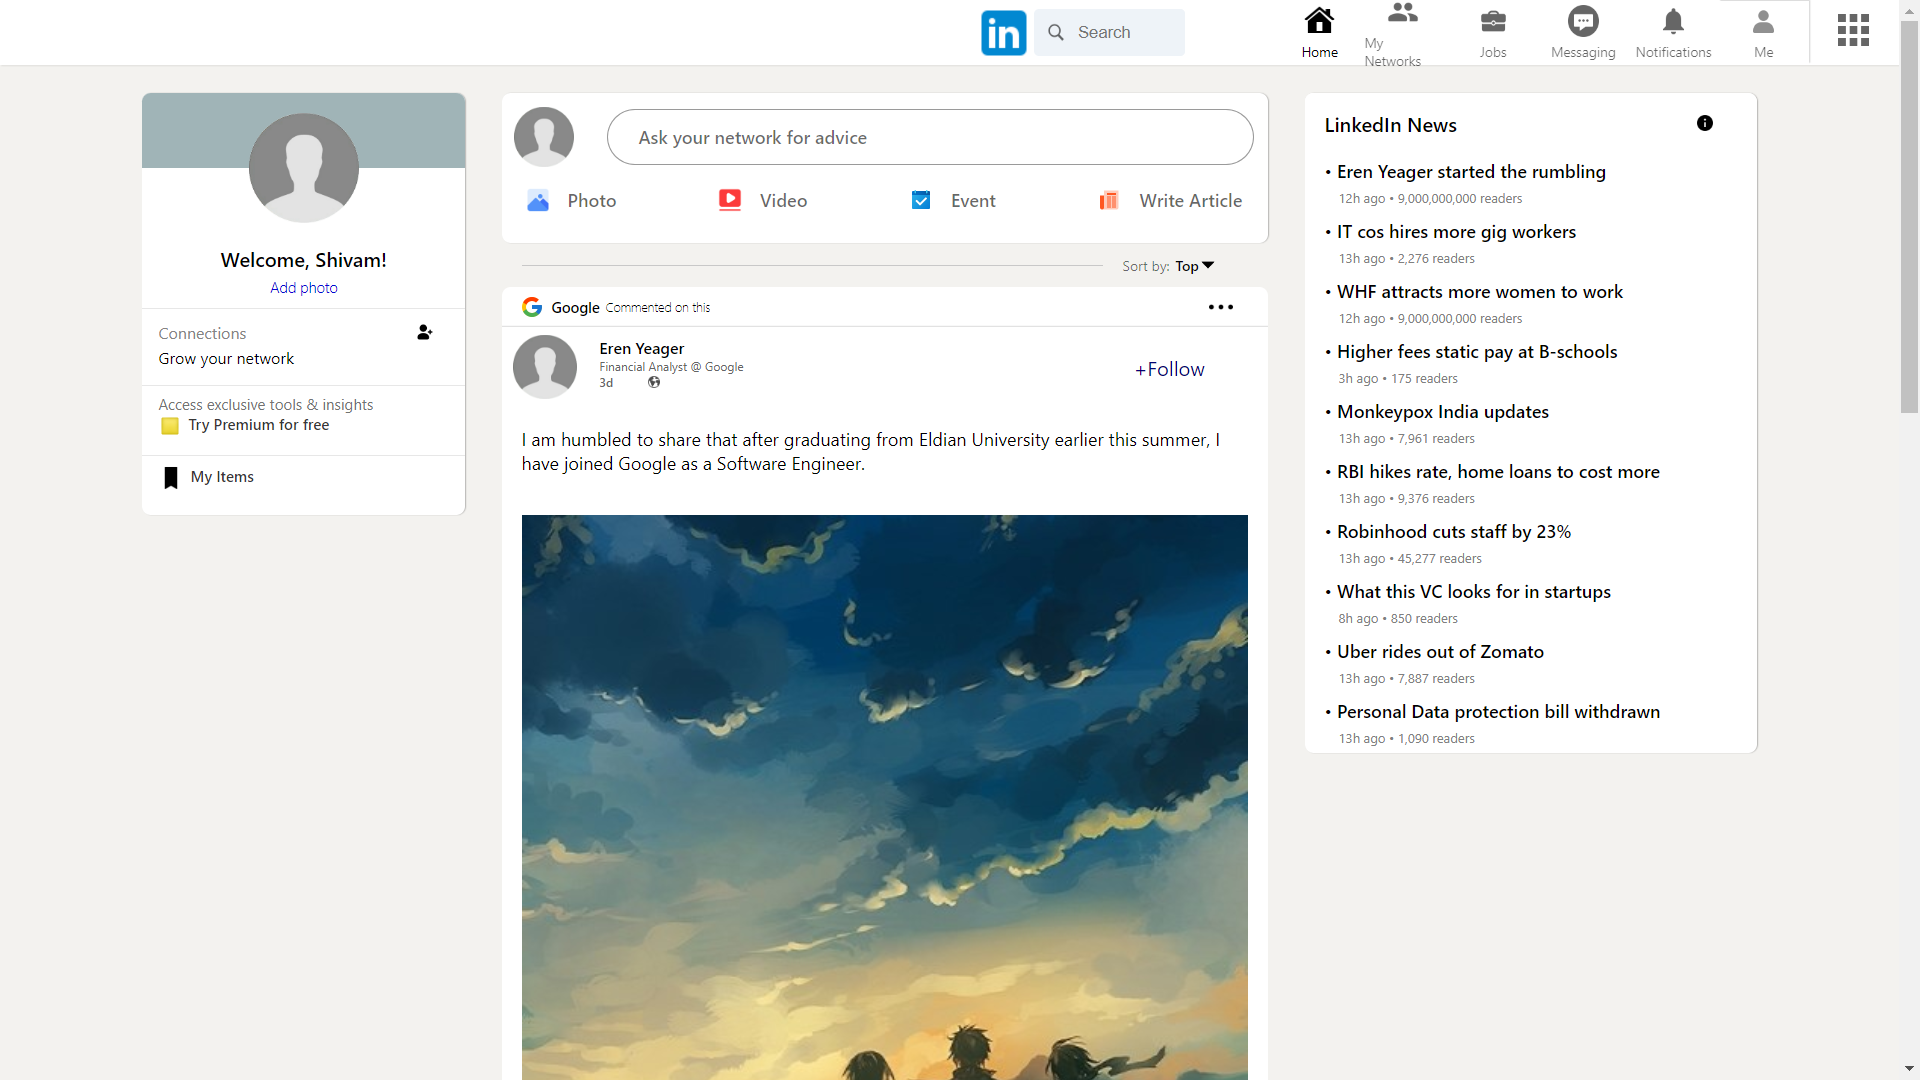 in
Search
Home
My
Networks
Jobs
Messaging
Notifications
Me
Welcome, Shivam!
Add photo
Connections
Grow your network
Access exclusive tools & insights
Try Premium for free
My Items
Ask your network for advice
Photo
Video
Event
Write Article
Sort by: Top
Google Commented on this
Eren Yeager
Financial Analyst @ Google
3d
+Follow
I am humbled to share that after graduating from Eldian University earlier this summer, I
have joined Google as a Software Engineer.
LinkedIn News
• Eren Yeager started the rumbling
12h ago • 9,000,000,000 readers
• IT cos hires more gig workers
13h ago • 2,276 readers
• WHF attracts more women to work
12h ago • 9,000,000,000 readers
• Higher fees static pay at B-schools
3h ago • 175 readers
• Monkeypox India updates
13h ago • 7,961 readers
• RBI hikes rate, home loans to cost more
13h ago • 9,376 readers
• Robinhood cuts staff by 23%
13h ago • 45,277 readers
• What this VC looks for in startups
8h ago • 850 readers
• Uber rides out of Zomato
13h ago • 7,887 readers
• Personal Data protection bill withdrawn
13h ago • 1,090 readers